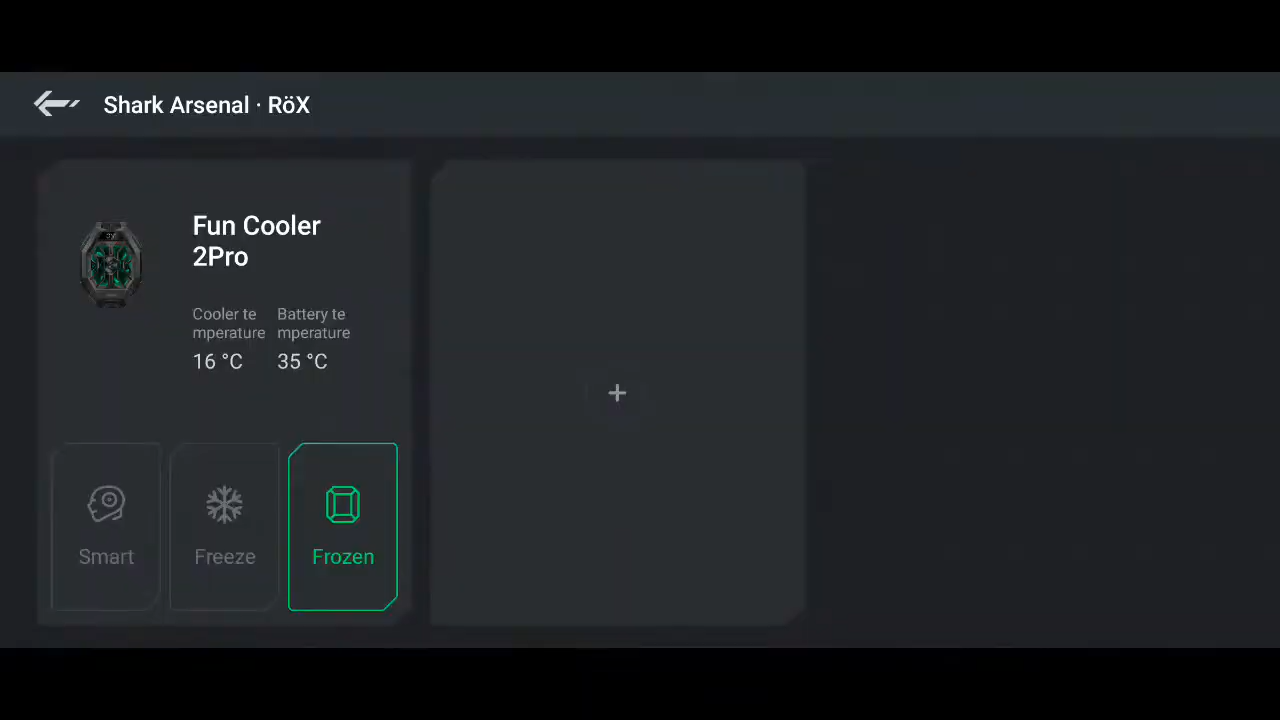 Shark Arsenal · RöX
Fun Cooler
2Pro
Cooler te
mperature
16 °C
Battery te
mperature
35 °C
Smart
Freeze
Frozen